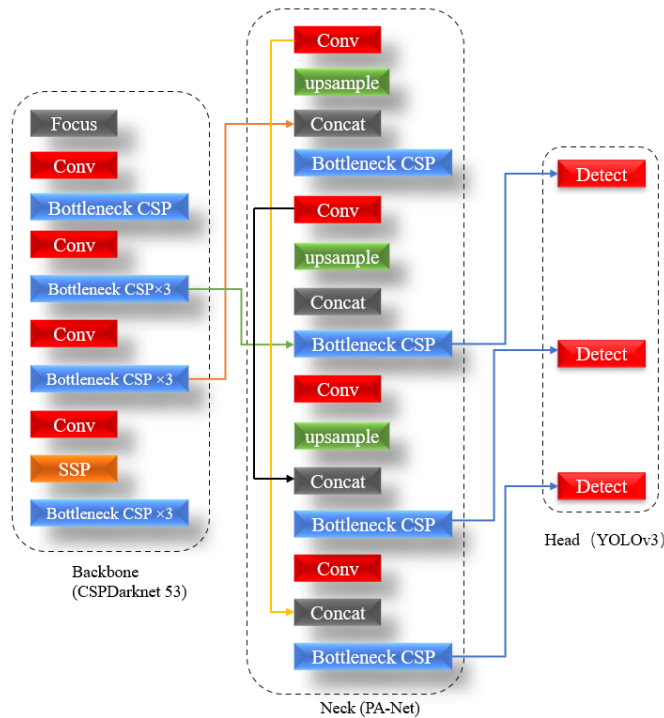 Focus
Conv
Bottleneck CSP
Conv
Bottleneck CSP×3
Conv
Bottleneck CSP ×3
Conv
SSP
Bottleneck CSP ×3
Backbone
(CSPDarknet 53)
Conv
upsample
Concat
Bottleneck CSP
Conv
upsample
Concat
Bottleneck CSP
Conv
upsample
Concat
Bottleneck CSP
Conv
Concat
Bottleneck CSP
Neck (PA-Net)
Detect
Detect
Detect
Head（YOLOv3)